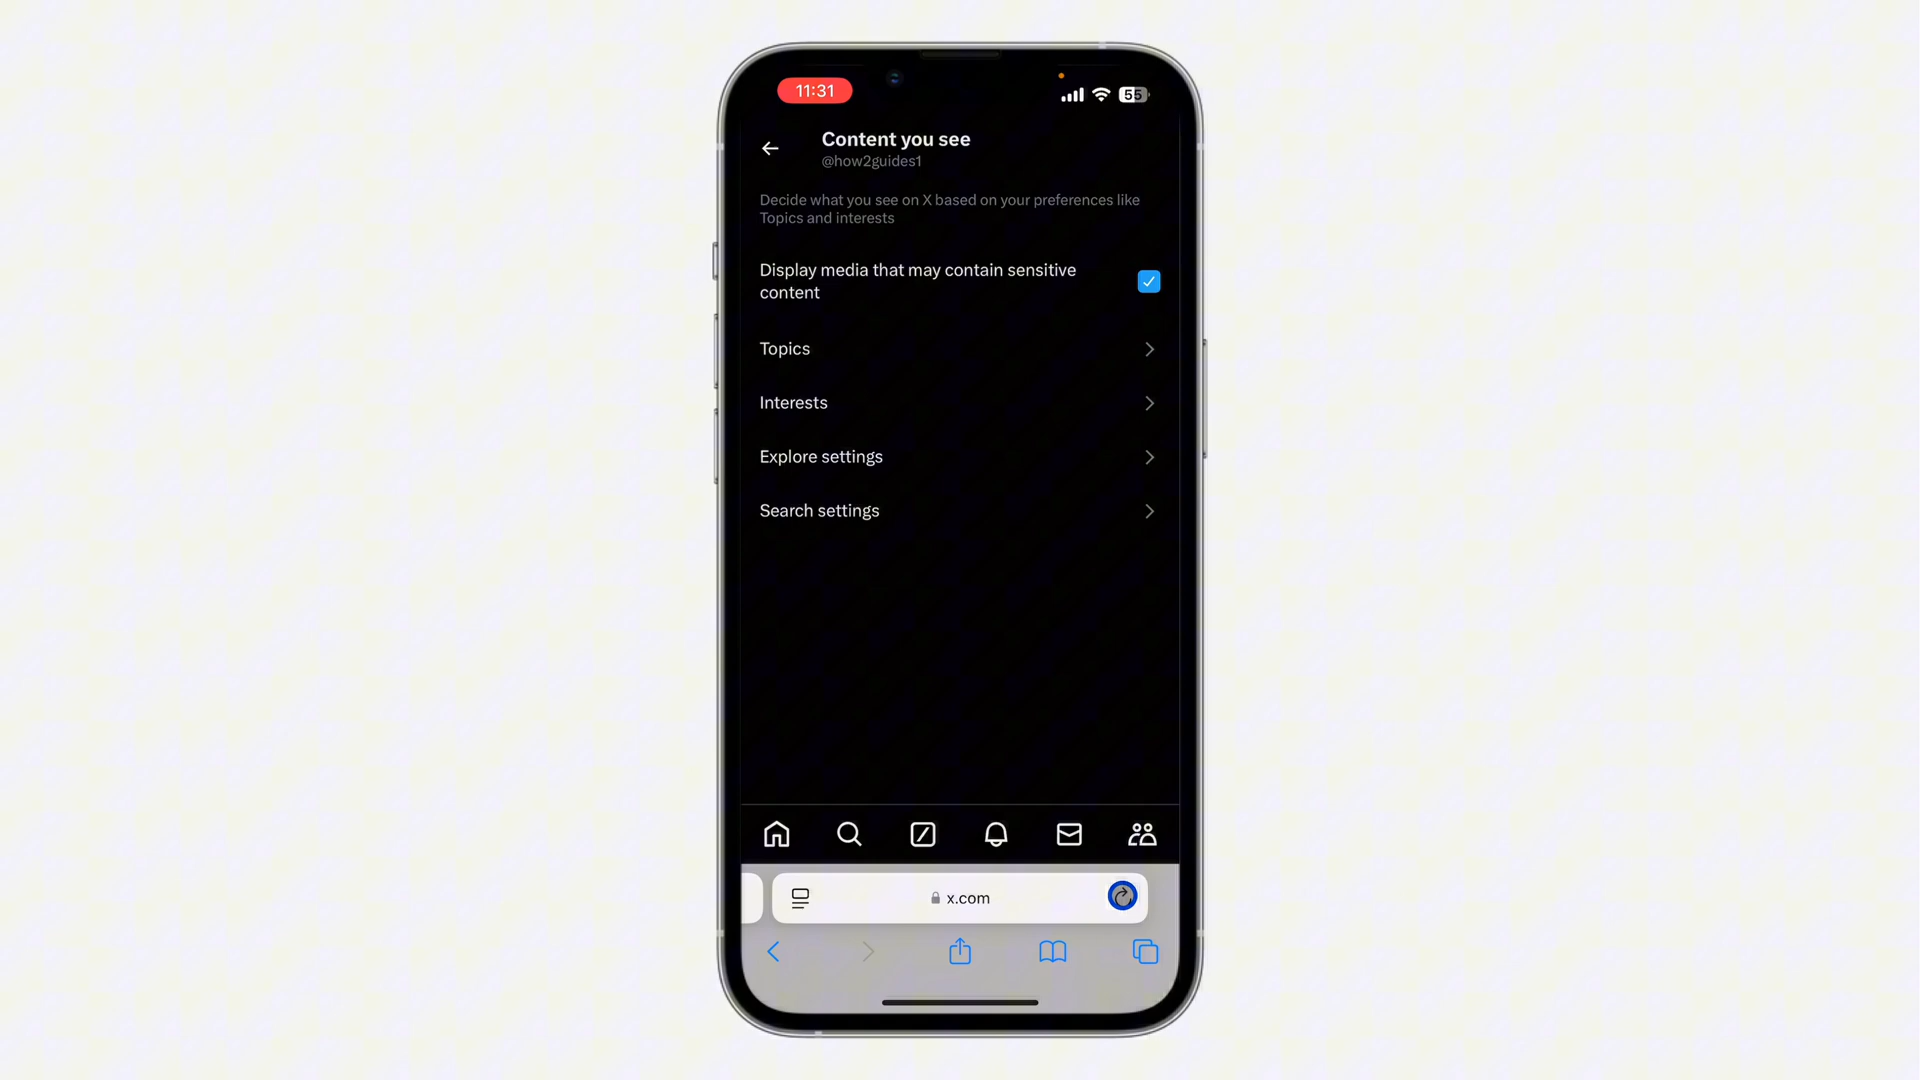 11:31
55
Content you see
@how2guides1
Decide what you see on X based on your preferences like
Topics and interests
Display media that may contain sensitive
content
Topics
Interests
Explore settings
Search settings
x.com